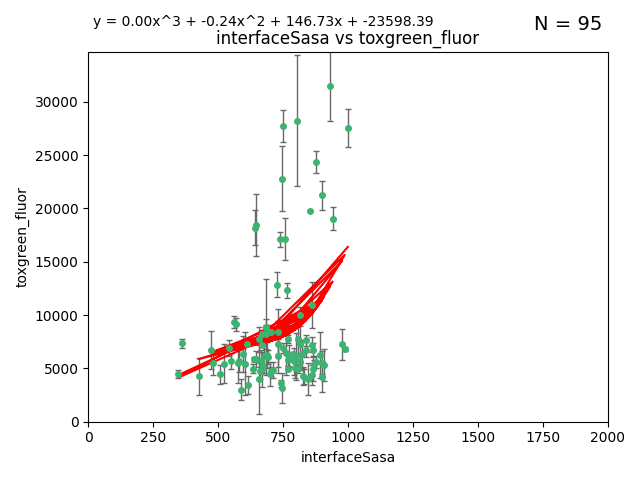 y = 0.00x^3 + -0.24x^2 + 146.73x + -23598.39
N = 95
interfaceSasa vs toxgreen_fluor
30000
25000
20000
15000
10000
5000
0
toxgreen_fluor
0 250 500 750 1000 1250 1500 1750 2000
interfaceSasa